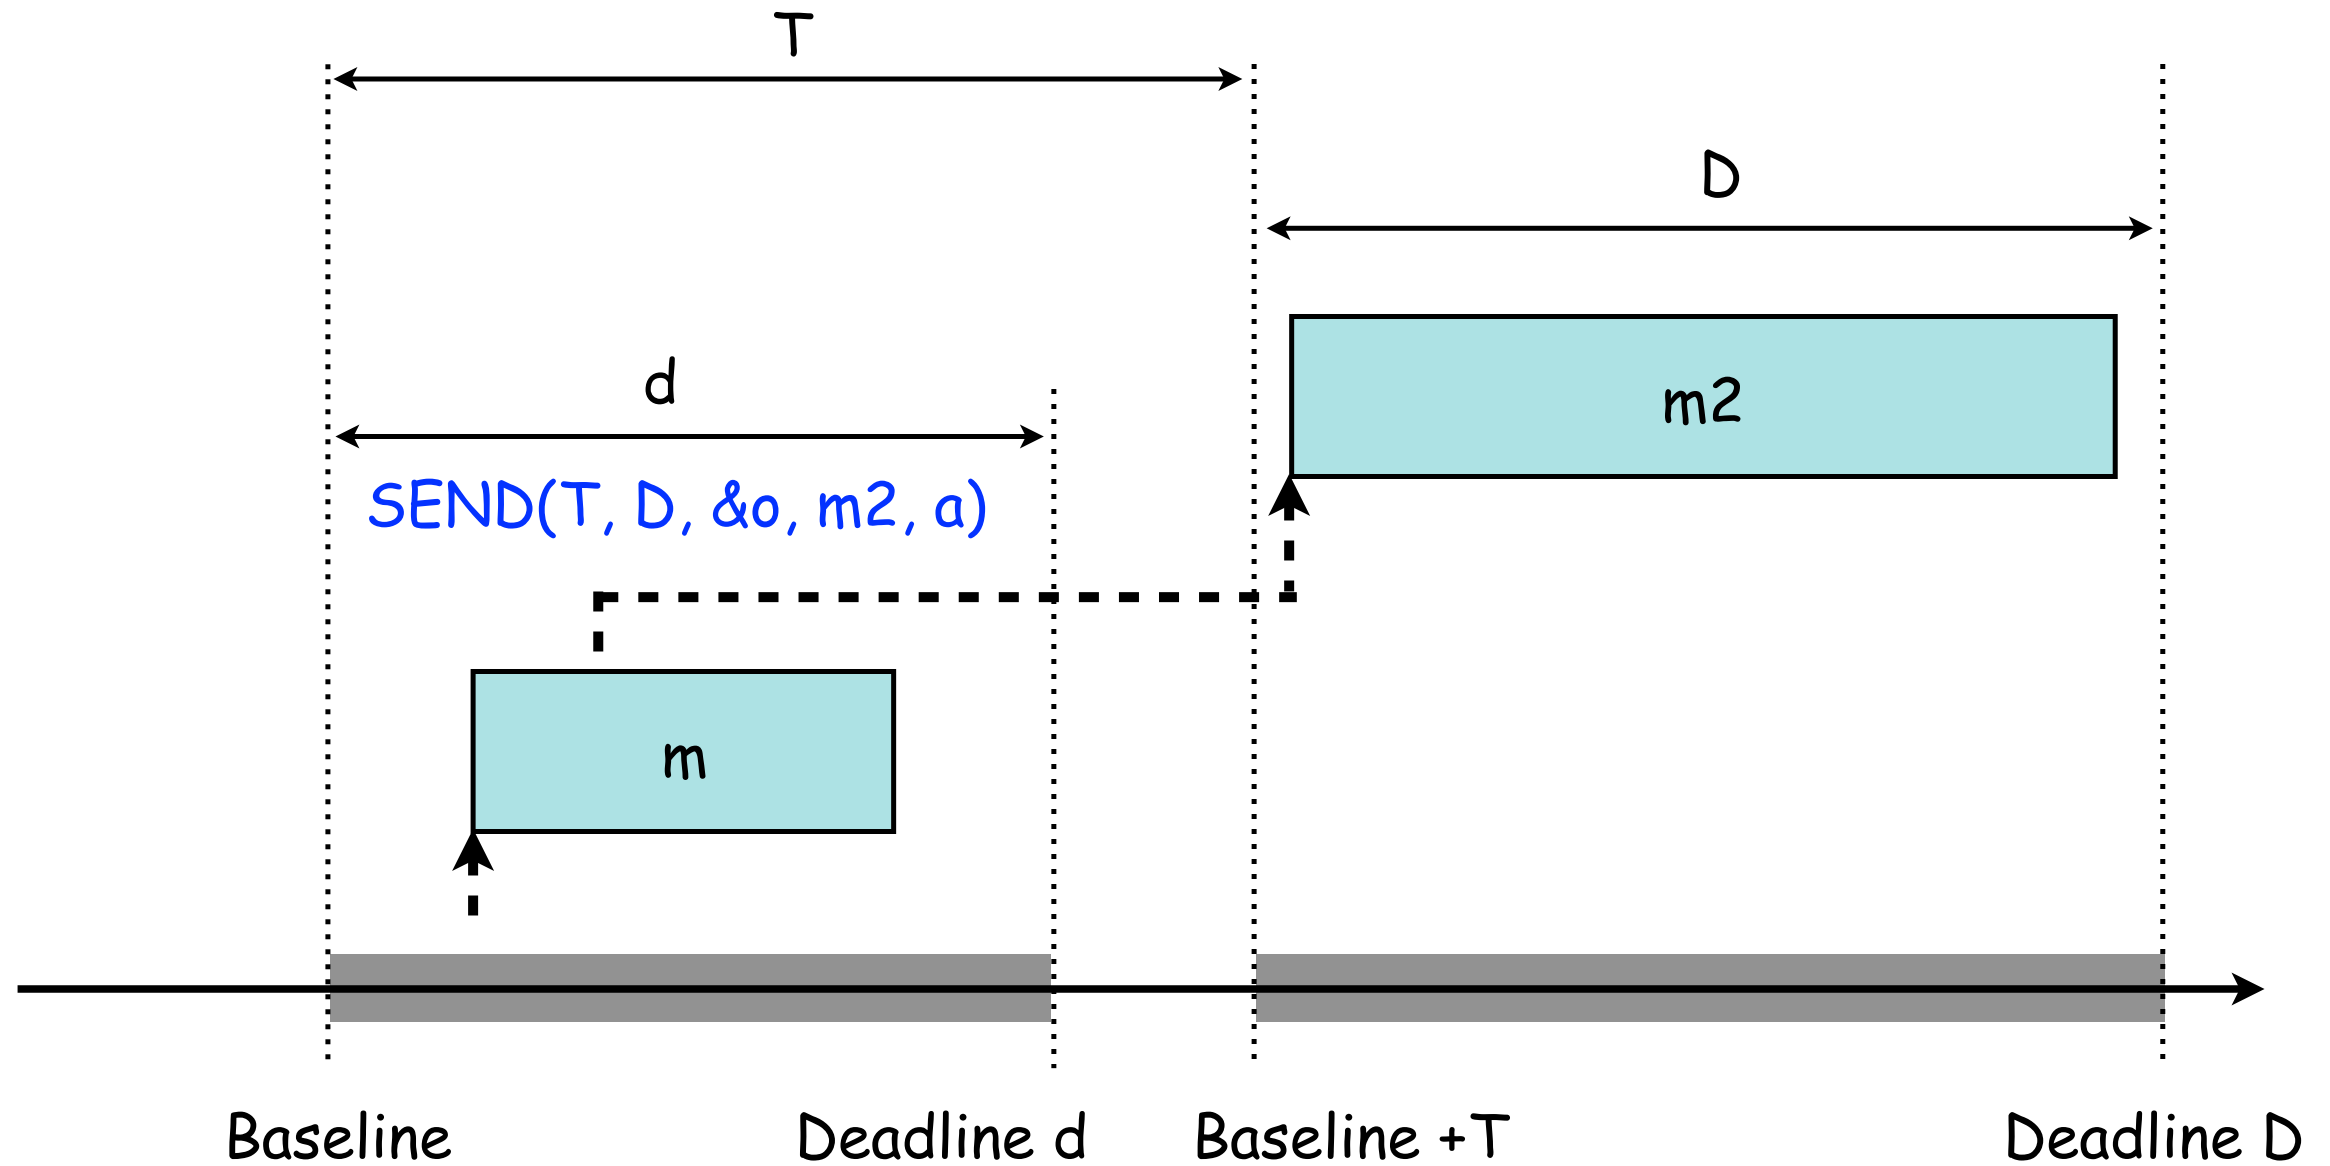 T
D
m2
d
SEND(T, D, &o, m2, a)
m
Baseline
Deadline d
Baseline +T
Deadline D